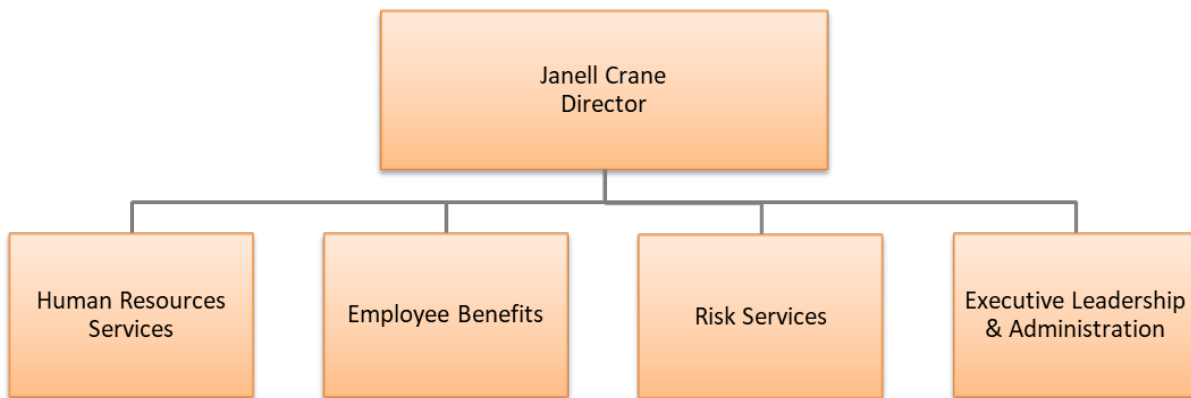 Janell Crane
Director
Human Resources
Services
Employee Benefits
Risk Services
Executive Leadership
& Administration